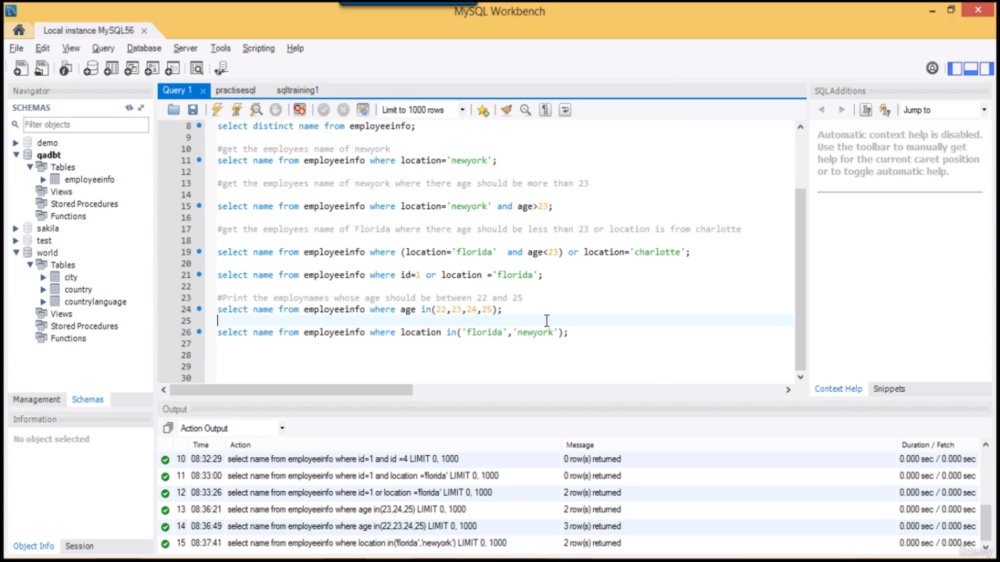 MySQL Workbench
Local instance MySQL56
File Edit View Query Database Server Tools Scripting Help
Navigator
SCHEMAS
Filter objects
demo
qadbt
Tables
employeeinfo
Views
Stored Procedures
Functions
sakila
test
world
Tables
city
country
countrylanguage
Views
Stored Procedures
Functions
Management Schemas
Information
No object selected
Object Info Session
Query 1 practisesql sqltraining1
Limit to 1000 rows
8 select distinct name from employeeinfo;
9
10 #get the employees name of newyork
11 select name from employeeinfo where location='newyork';
12
13 #get the employees name of newyork where there age should be more than 23
14
15 select name from employeeinfo where location='newyork' and age>23;
16
17 #get the employees name of Florida where there age should be less than 23 or location is from charlotte
18
19 select name from employeeinfo where (location='florida'  and age<23) or location='charlotte';
20
21 select name from employeeinfo where id=1 or location ='florida';
22
23 #Print the employnames whose age should be between 22 and 25
24 select name from employeeinfo where age in(22,23,24,25);
25
26 select name from employeeinfo where location in('florida','newyork');
27
28
29
30
SQLAdditions
Jump to
Automatic context help is disabled.
Use the toolbar to manually get
help for the current caret position
or to toggle automatic help.
Context Help Snippets
Output
Action Output
Time Action Message Duration / Fetch
10 08:32:29 select name from employeeinfo where id=1 and id =4 LIMIT 0, 1000 0 row(s) returned 0.000 sec / 0.000 sec
11 08:33:00 select name from employeeinfo where id=1 and location ='florida' LIMIT 0, 1000 0 row(s) returned 0.000 sec / 0.000 sec
12 08:33:26 select name from employeeinfo where id=1 or location ='florida' LIMIT 0, 1000 2 row(s) returned 0.000 sec / 0.000 sec
13 08:36:21 select name from employeeinfo where age in(23,24,25) LIMIT 0, 1000 2 row(s) returned 0.000 sec / 0.000 sec
14 08:36:49 select name from employeeinfo where age in(22,23,24,25) LIMIT 0, 1000 3 row(s) returned 0.000 sec / 0.000 sec
15 08:37:41 select name from employeeinfo where location in('florida','newyork') LIMIT 0, 1000 2 row(s) returned 0.000 sec / 0.000 sec
udemy